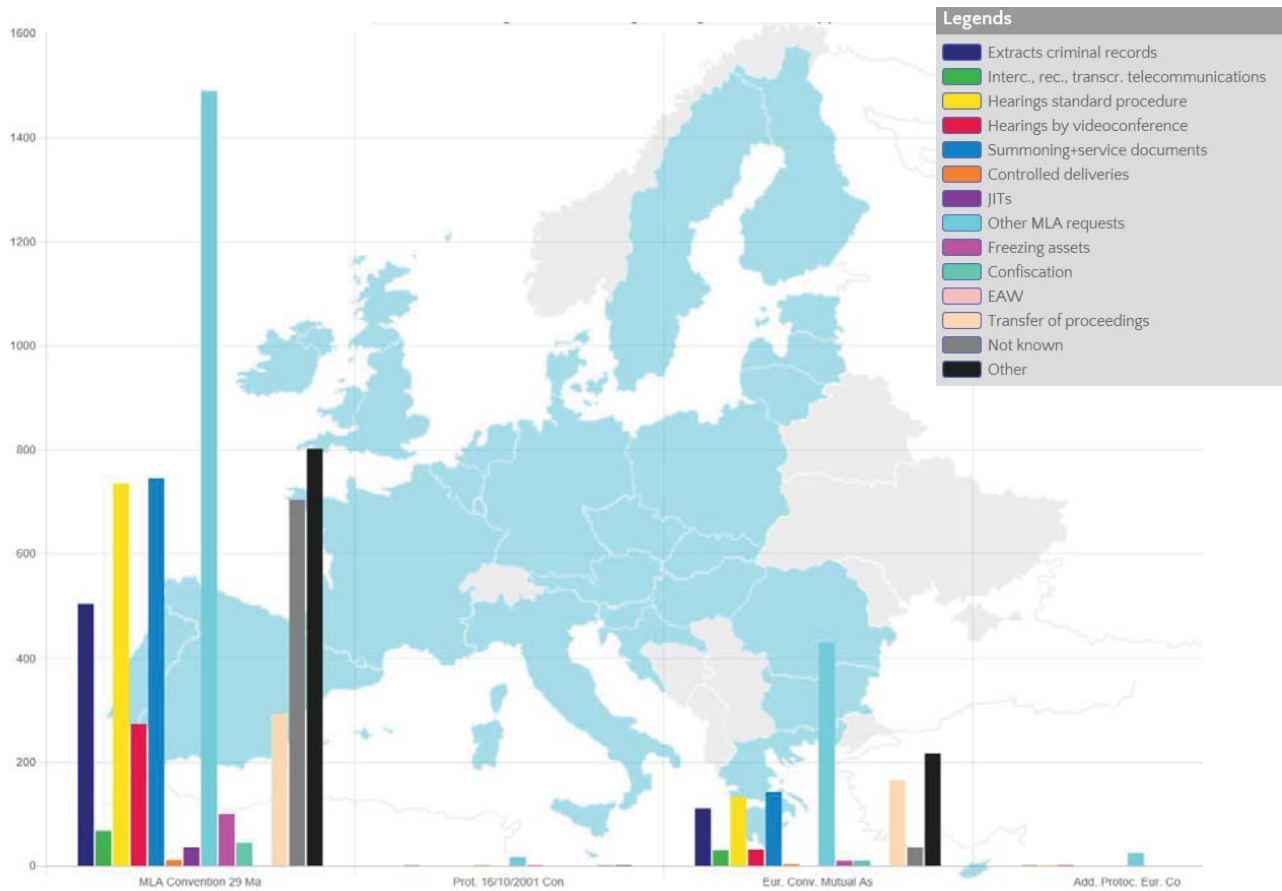 Legends
Extracts criminal records
Interc., rec., transcr. telecommunications
Hearings standard procedure
Hearings by videoconference
Summoning+service documents
Controlled deliveries
JITs
Other MLA requests
Freezing assets
Confiscation
EAW
Transfer of proceedings
Not known
Other
1600
1400
1200
1000
800
600
400
200
0
MLA Convention 29 Ma
Prot. 16/10/2001 Con
Eur. Conv. Mutual As
Add. Protoc. Eur. Co